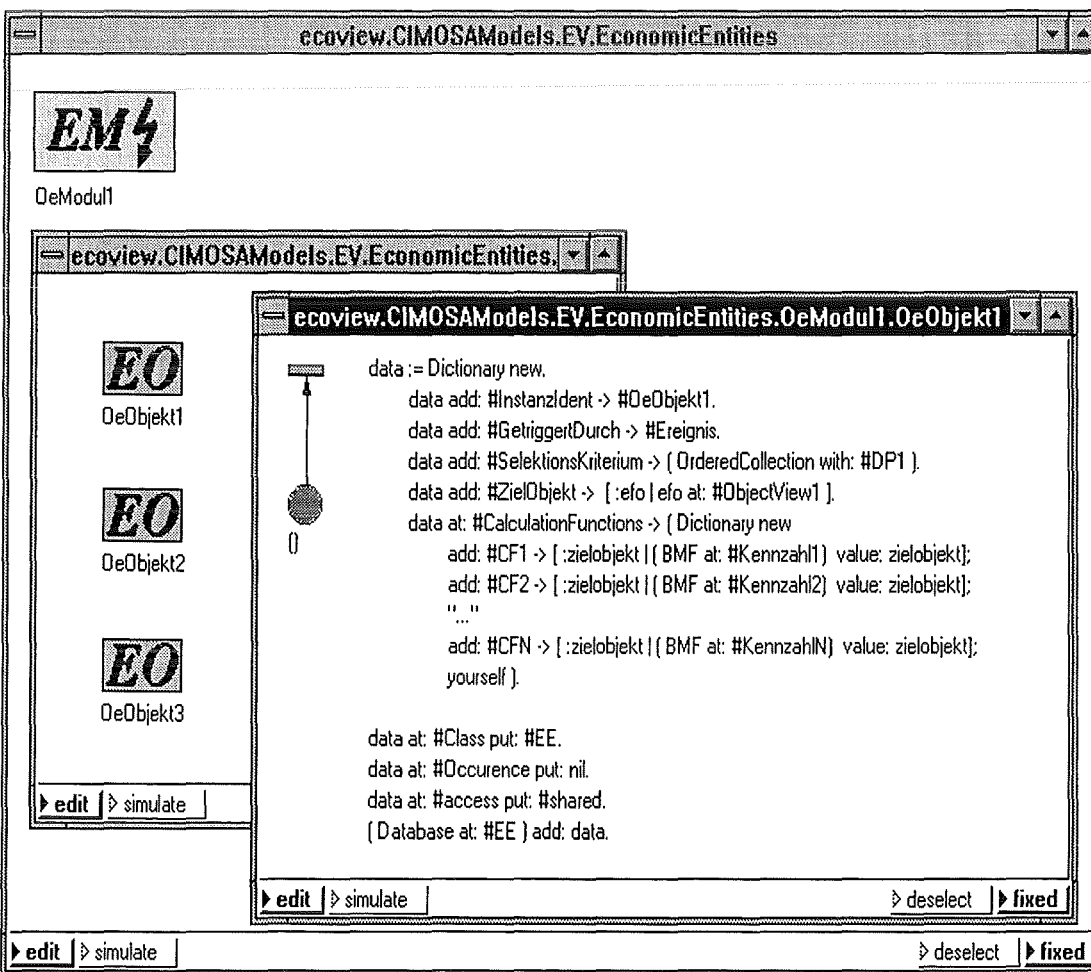 ecoview.CIMOSAModels.EV.EconomicEntities
EM
OeModul1
ecoview.CIMOSAModels.EV.EconomicEntities.
EO
OeObjekt1
EO
OeObjekt2
EO
OeObjekt3
edit simulate
ecoview.CIMOSAModels.EV.EconomicEntities.OeModul1.OeObjekt1
()
data := Dictionary new.
data add: #InstanzIdent -> #OeObjekt1.
data add: #GetriggertDurch -> #Ereignis.
data add: #SelektionsKriterium -> ( OrderedCollection with: #DP1 ).
data add: #ZielObjekt -> [ :efo | efo at: #ObjectView1 ].
data at: #CalculationFunctions -> ( Dictionary new
add: #CF1 -> [ :zielobjekt | ( BMF at: #Kennzahl1) value: zielobjekt];
add: #CF2 -> [ :zielobjekt | ( BMF at: #Kennzahl2) value: zielobjekt];
"..."
add: #CFN -> [ :zielobjekt | ( BMF at: #KennzahlN) value: zielobjekt];
yourself ).
data at: #Class put: #EE.
data at: #Occurence put: nil.
data at: #access put: #shared.
( Database at: #EE ) add: data.
edit simulate deselect fixed
edit simulate deselect fixed